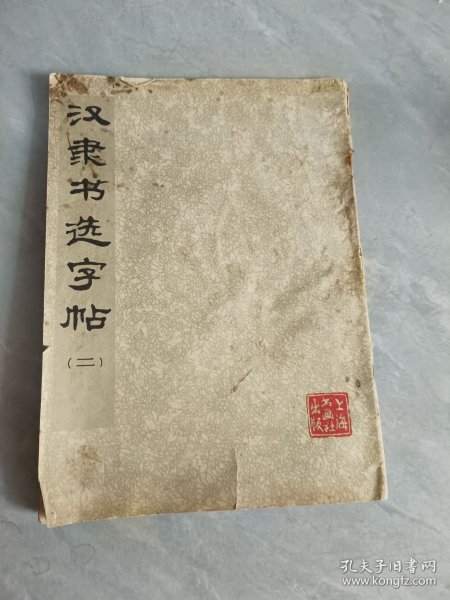 汉隶书选字帖
(二)
上海
书画社
出版
孔夫子旧书网
www.kongfz.com